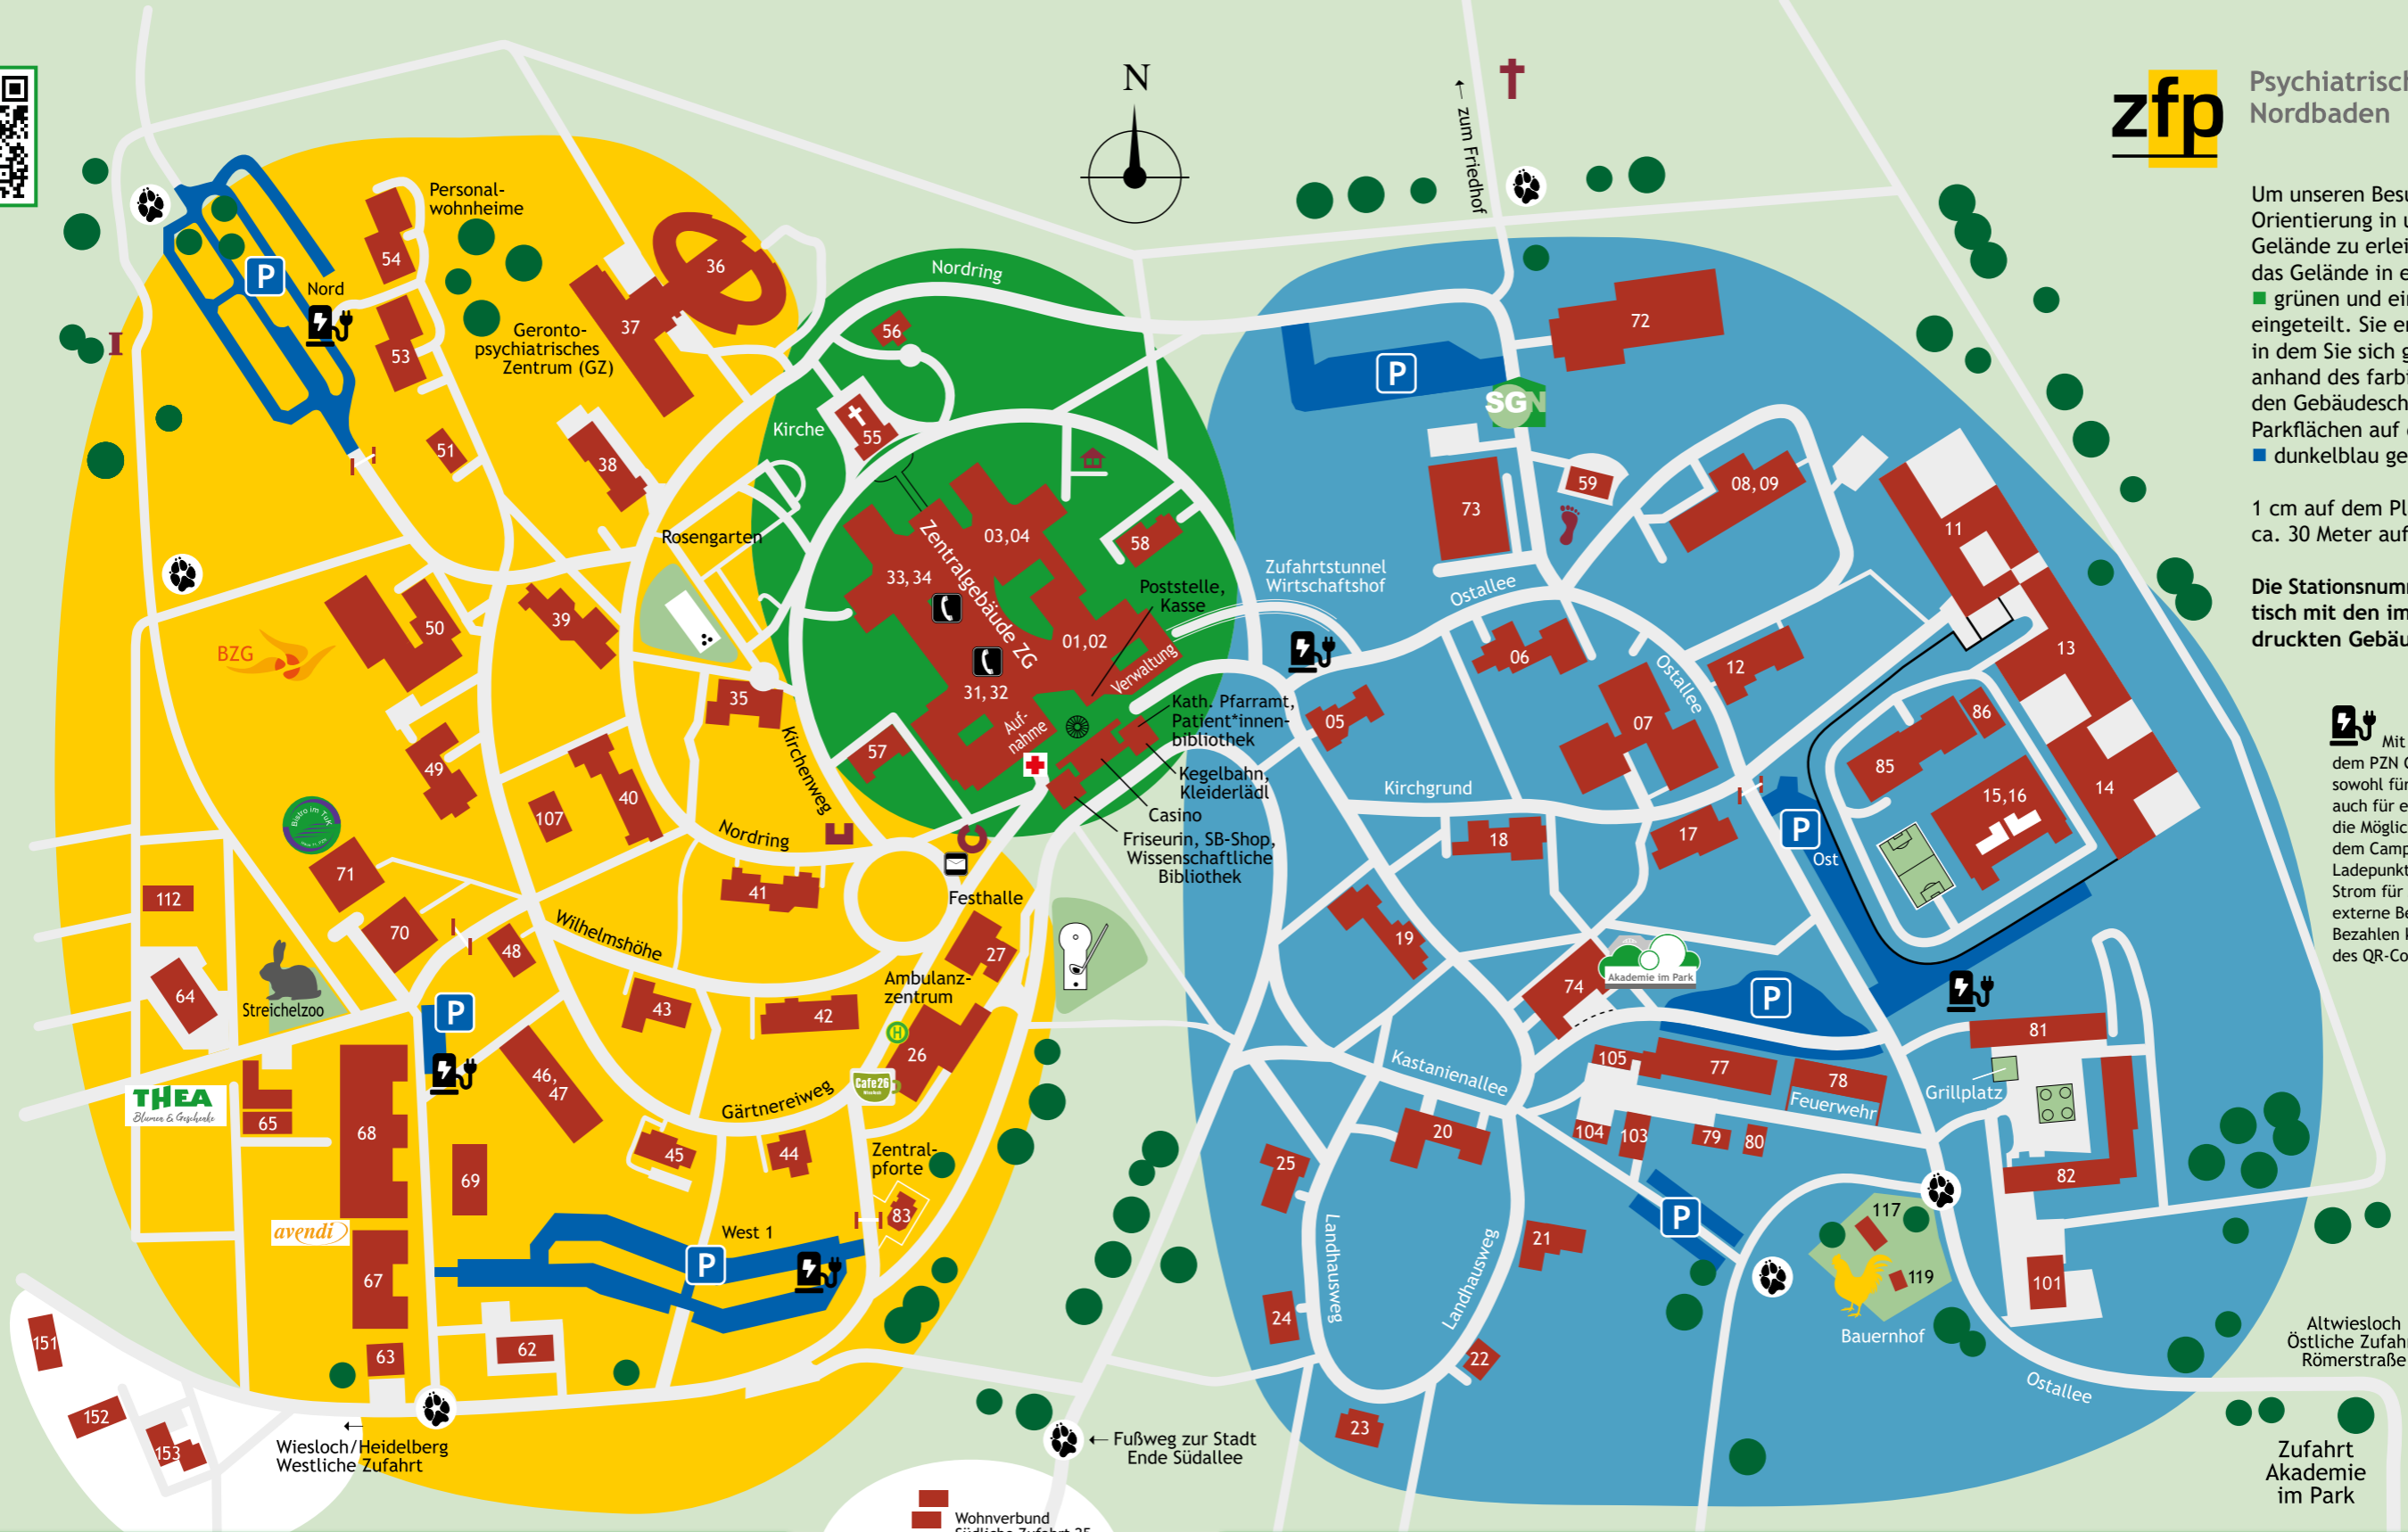 N
← zum Friedhof
zfp
Psychiatrisch
Nordbaden
Um unseren Besu
Orientierung in u
Gelände zu erlei
das Gelände in e
grünen und ein
eingeteilt. Sie er
in dem Sie sich g
anhand des farbi
den Gebäudesch
Parkflächen auf
dunkelblau ge
1 cm auf dem Pl
ca. 30 Meter auf
Die Stationsnumm
tisch mit den im
druckten Gebäu
Mit
dem PZN C
sowohl für
auch für e
die Möglic
dem Camp
Ladepunkt
Strom für
externe Be
Bezahlen k
des QR-Co
Personal-
wohnheime
54
P
Nord
53
Geronto-
psychiatrisches
Zentrum (GZ)
36
37
38
51
Nordring
56
Kirche
55
Rosengarten
Zentralgebäude ZG
03,04
33,34
58
01,02
31,32
Verwaltung
Auf-
nahme
57
Poststelle,
Kasse
Kath. Pfarramt,
Patient*innen-
bibliothek
Kegelbahn,
Kleiderlädl
Casino
Friseurin, SB-Shop,
Wissenschaftliche
Bibliothek
Zufahrtstunnel
Wirtschaftshof
P
72
SGN
73
59
08,09
11
Ostallee
06
Ostallee
12
13
05
07
86
85
15,16
14
Kirchgrund
18
17
P
Ost
19
74
Akademie im Park
P
81
Grillplatz
82
101
105
77
78
Feuerwehr
104
103
79
80
Kastanienallee
20
25
P
117
119
Bauernhof
21
Landhausweg
Landhausweg
24
22
23
Ostallee
Altwiesloch
Östliche Zufahr
Römerstraße
Zufahrt
Akademie
im Park
BZG
50
39
35
Kirchenweg
49
40
107
Nordring
Bistro im TuK
71
41
Festhalle
112
70
48
Wilhelmshöhe
27
64
Streichelzoo
43
42
Ambulanz-
zentrum
H
26
Cafe26
P
46,
47
Gärtnereiweg
THEA
Blumen & Geschenke
65
68
69
45
44
Zentral-
pforte
83
avendi
67
West 1
P
63
62
151
152
153
←
Wiesloch/Heidelberg
Westliche Zufahrt
← Fußweg zur Stadt
Ende Südallee
Wohnverbund
Südliche Zufahrt 25